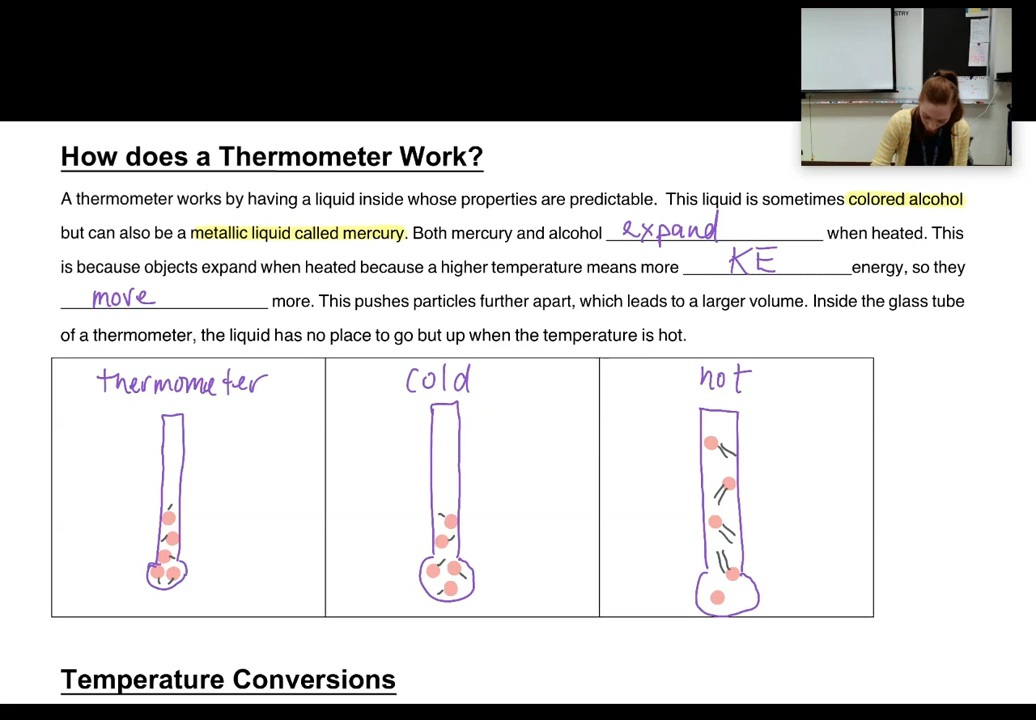 STRY
How does a Thermometer Work?
A thermometer works by having a liquid inside whose properties are predictable. This liquid is sometimes colored alcohol
but can also be a metallic liquid called mercury. Both mercury and alcohol expand when heated. This
is because objects expand when heated because a higher temperature means more KE energy, so they
move more. This pushes particles further apart, which leads to a larger volume. Inside the glass tube
of a thermometer, the liquid has no place to go but up when the temperature is hot.
thermometer cold hot
Temperature Conversions